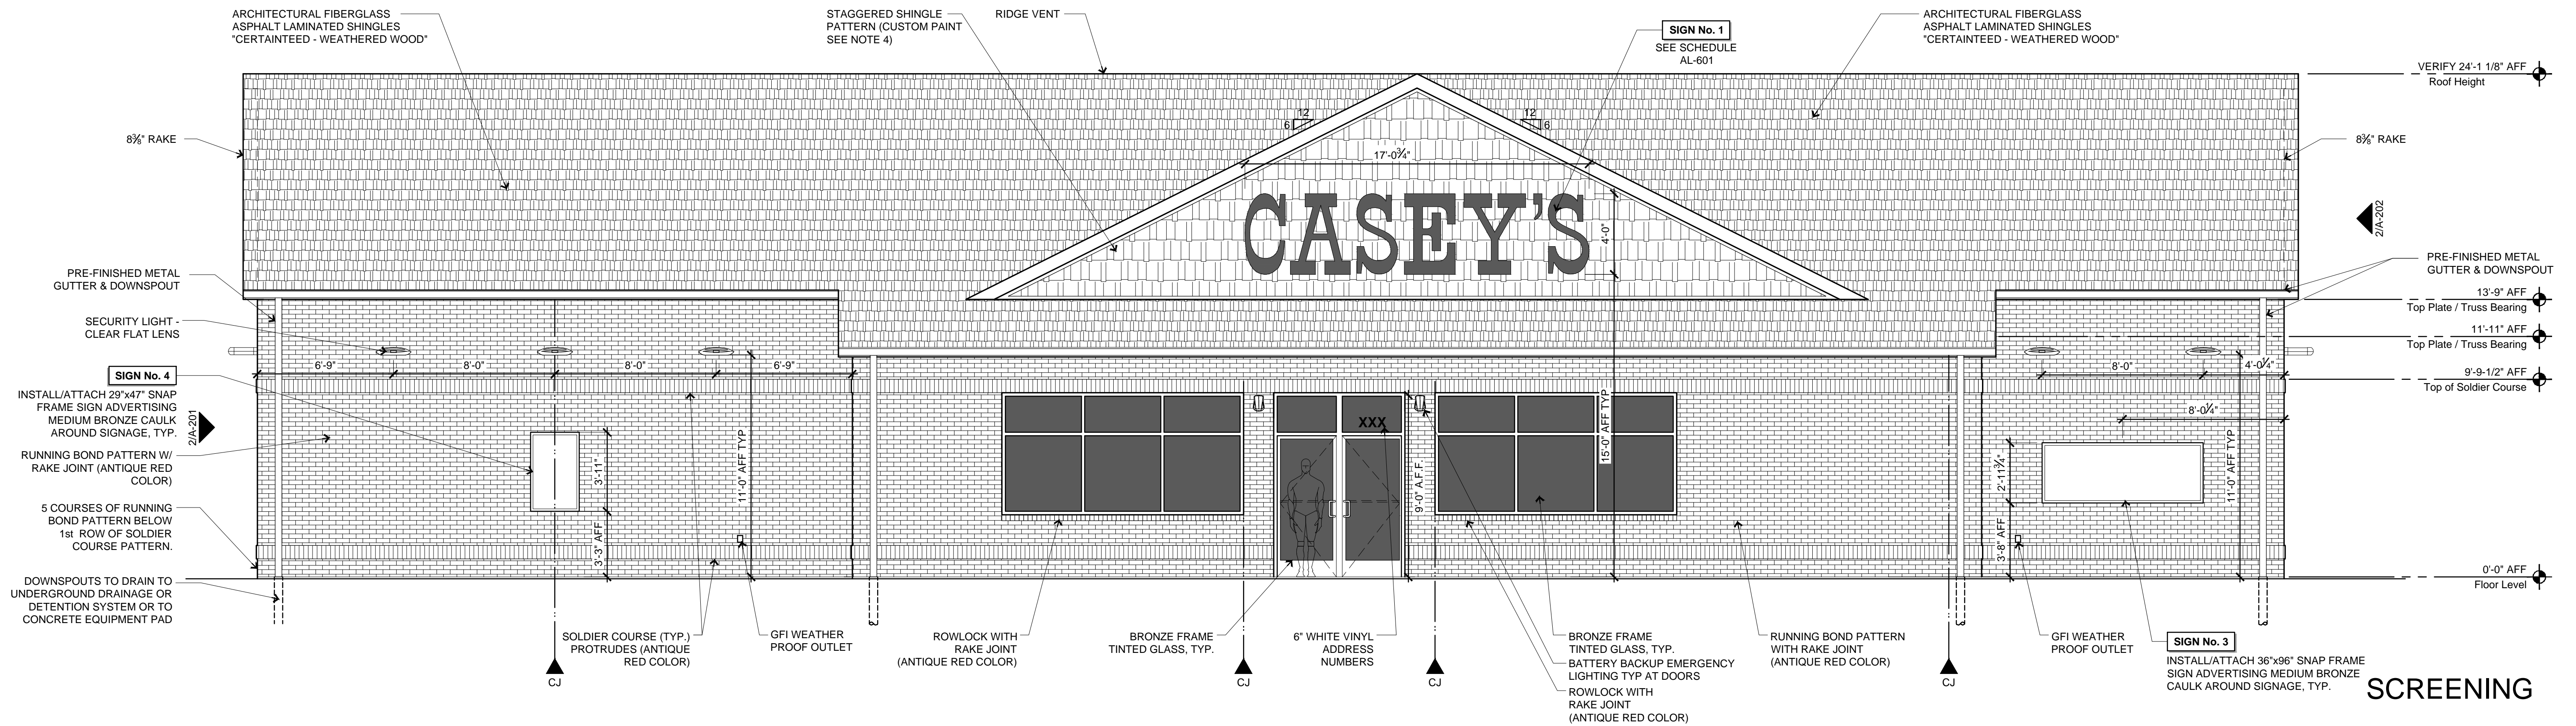 ARCHITECTURAL FIBERGLASS
ASPHALT LAMINATED SHINGLES
"CERTAINTEED - WEATHERED WOOD"
STAGGERED SHINGLE
PATTERN (CUSTOM PAINT
SEE NOTE 4)
RIDGE VENT
SIGN No. 1
SEE SCHEDULE
AL-601
ARCHITECTURAL FIBERGLASS
ASPHALT LAMINATED SHINGLES
"CERTAINTEED - WEATHERED WOOD"
VERIFY 24'-1 1/8" AFF
Roof Height
8⅜" RAKE
12
6
12
6
17'-0¾"
8⅜" RAKE
CASEY'S
4'-0"
2/A-202
PRE-FINISHED METAL
GUTTER & DOWNSPOUT
PRE-FINISHED METAL
GUTTER & DOWNSPOUT
13'-9" AFF
Top Plate / Truss Bearing
SECURITY LIGHT -
CLEAR FLAT LENS
11'-11" AFF
Top Plate / Truss Bearing
6'-9"
8'-0"
8'-0"
6'-9"
8'-0"
4'-0¼"
9'-9-1/2" AFF
Top of Soldier Course
SIGN No. 4
INSTALL/ATTACH 29"x47" SNAP
FRAME SIGN ADVERTISING
MEDIUM BRONZE CAULK
AROUND SIGNAGE, TYP.
2/A-201
8'-0¼"
XXX
RUNNING BOND PATTERN W/
RAKE JOINT (ANTIQUE RED
COLOR)
3'-11"
11'-0" AFF TYP
9'-0" A.F.F.
15'-0" AFF TYP
2'-11¾"
11'-0" AFF TYP
5 COURSES OF RUNNING
BOND PATTERN BELOW
1st ROW OF SOLDIER
COURSE PATTERN.
3'-3" AFF
3'-8" AFF
DOWNSPOUTS TO DRAIN TO
UNDERGROUND DRAINAGE OR
DETENTION SYSTEM OR TO
CONCRETE EQUIPMENT PAD
0'-0" AFF
Floor Level
SOLDIER COURSE (TYP.)
PROTRUDES (ANTIQUE
RED COLOR)
GFI WEATHER
PROOF OUTLET
ROWLOCK WITH
RAKE JOINT
(ANTIQUE RED COLOR)
BRONZE FRAME
TINTED GLASS, TYP.
6" WHITE VINYL
ADDRESS
NUMBERS
BRONZE FRAME
TINTED GLASS, TYP.
BATTERY BACKUP EMERGENCY
LIGHTING TYP AT DOORS
ROWLOCK WITH
RAKE JOINT
(ANTIQUE RED COLOR)
RUNNING BOND PATTERN
WITH RAKE JOINT
(ANTIQUE RED COLOR)
GFI WEATHER
PROOF OUTLET
SIGN No. 3
INSTALL/ATTACH 36"x96" SNAP FRAME
SIGN ADVERTISING MEDIUM BRONZE
CAULK AROUND SIGNAGE, TYP.
CJ
CJ
CJ
CJ
SCREENING